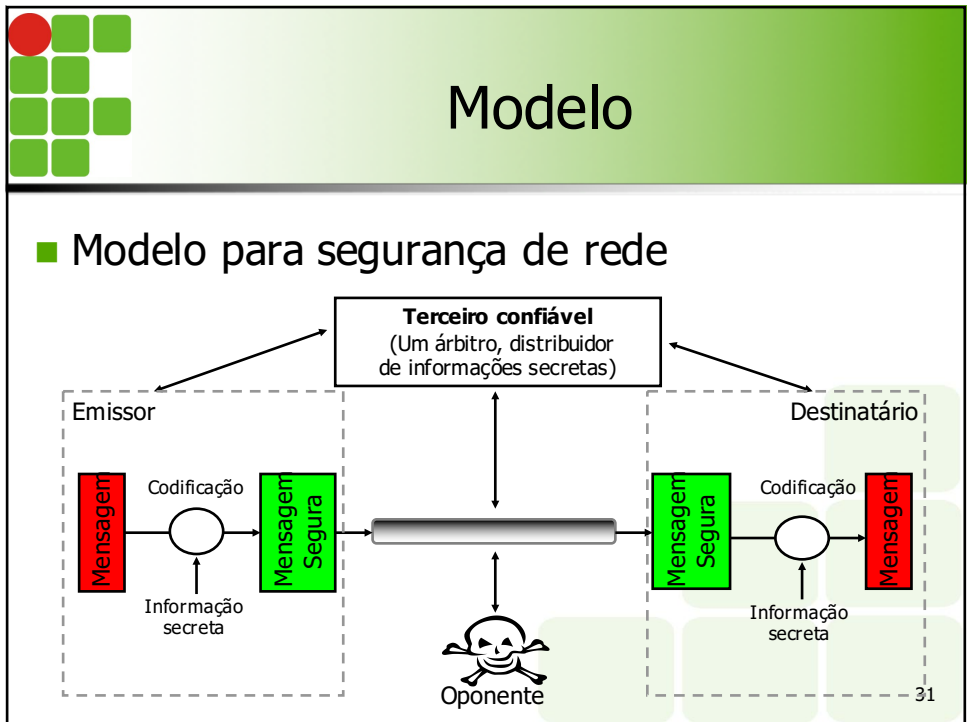 Modelo
Modelo para segurança de rede
Terceiro confiável
(Um árbitro, distribuidor
de informações secretas)
Emissor
Destinatário
Mensagem
Codificação
Mensagem
Segura
Informação
secreta
Mensagem
Segura
Codificação
Mensagem
Informação
secreta
Oponente
31